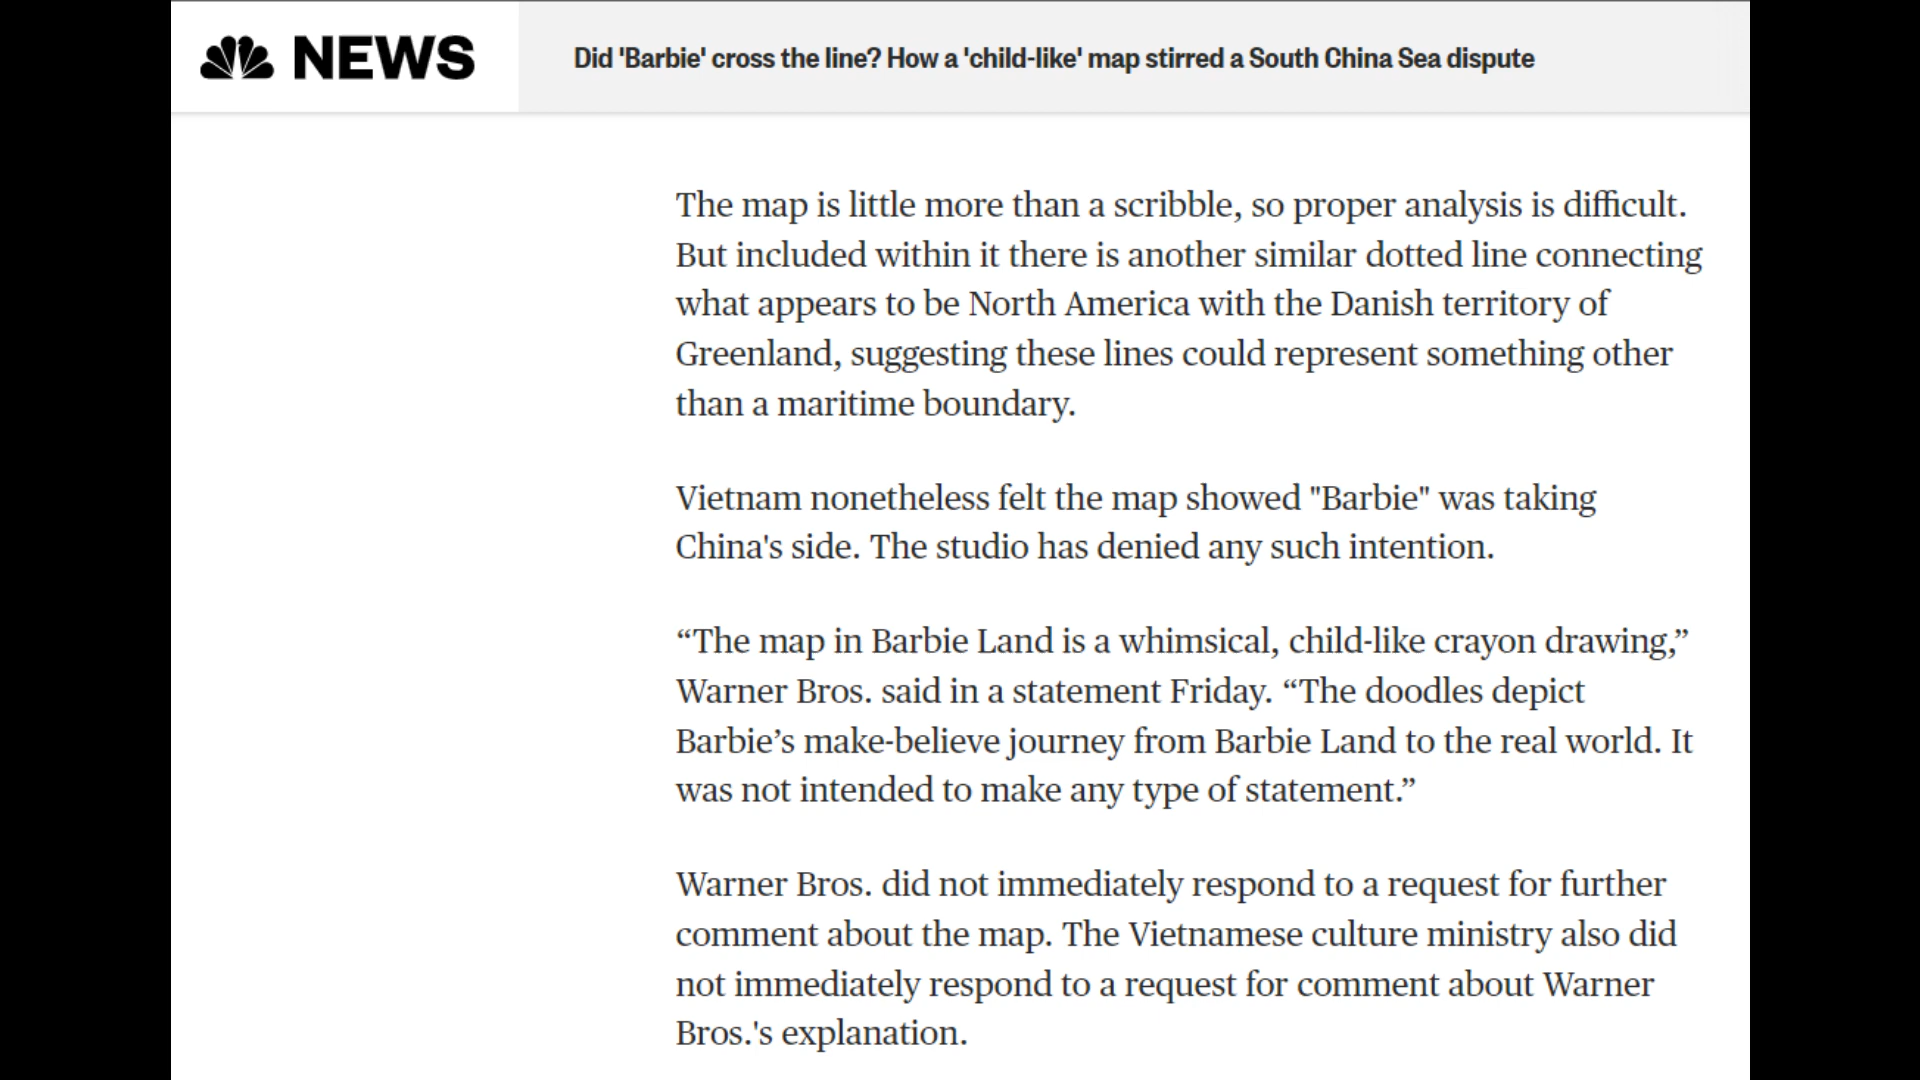 NEWS
Did 'Barbie' cross the line? How a 'child-like' map stirred a South China Sea dispute
The map is little more than a scribble, so proper analysis is difficult.
But included within it there is another similar dotted line connecting
what appears to be North America with the Danish territory of
Greenland, suggesting these lines could represent something other
than a maritime boundary.
Vietnam nonetheless felt the map showed "Barbie" was taking
China's side. The studio has denied any such intention.
“The map in Barbie Land is a whimsical, child-like crayon drawing,”
Warner Bros. said in a statement Friday. “The doodles depict
Barbie’s make-believe journey from Barbie Land to the real world. It
was not intended to make any type of statement.”
Warner Bros. did not immediately respond to a request for further
comment about the map. The Vietnamese culture ministry also did
not immediately respond to a request for comment about Warner
Bros.'s explanation.